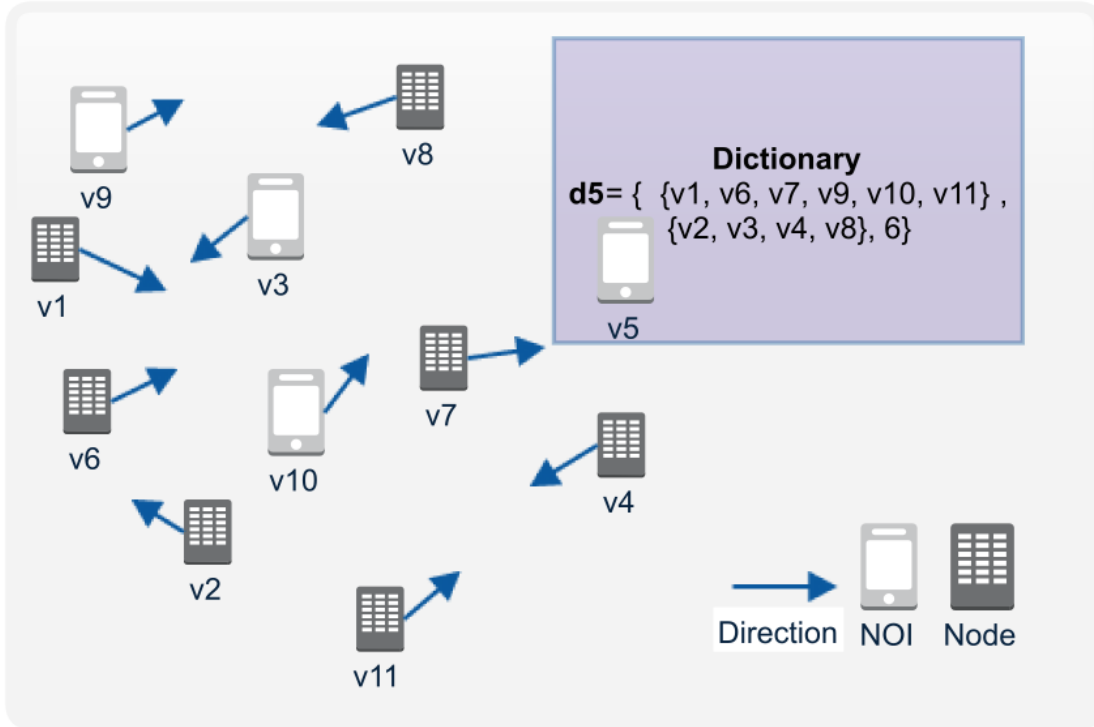 v9
v8
v3
v1
Dictionary
d5= { {v1, v6, v7, v9, v10, v11} ,
{v2, v3, v4, v8}, 6}
v5
v7
v6
v10
v4
v2
v11
Direction
NOI
Node